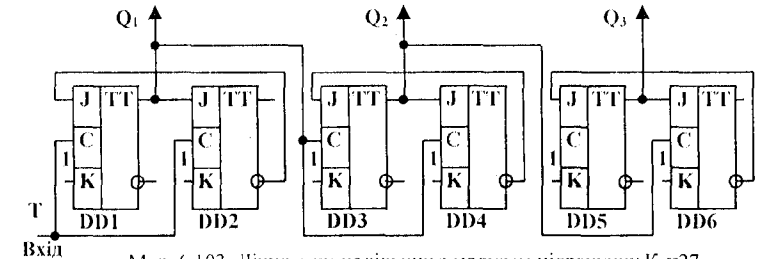 Q1 Q2 Q3
J TT J TT J TT J TT J TT J TT
C C C C C C
1 K 1 K 1 K 1 K 1 K 1 K
T
DD1 DD2 DD3 DD4 DD5 DD6
Вхід